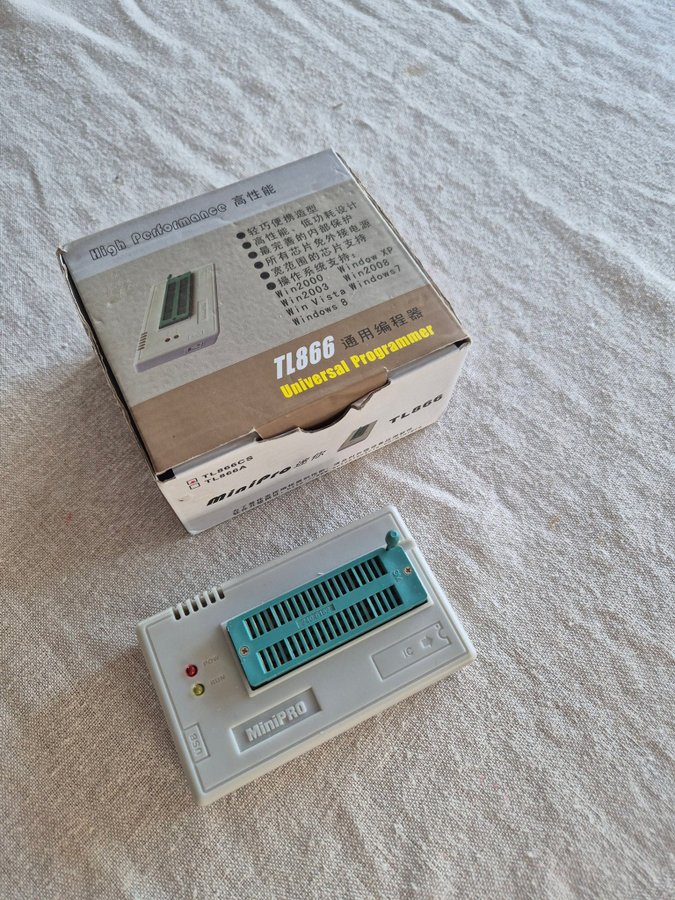 High Performance 高性能
●轻巧便携造型
●高性能 低功耗设计
●最完善的内部保护
●所有芯片免外接电源
●宽范围的芯片支持
●操作系统支持:
Win2000 Window XP
Win2003 Win2008
Win Vista Windows7
Windows 8
TL866 通用编程器
Universal Programmer
TL866CS
TL866A
MiniPro 迷你
TL866
POW
RUN
USB
MiniPRO
IC